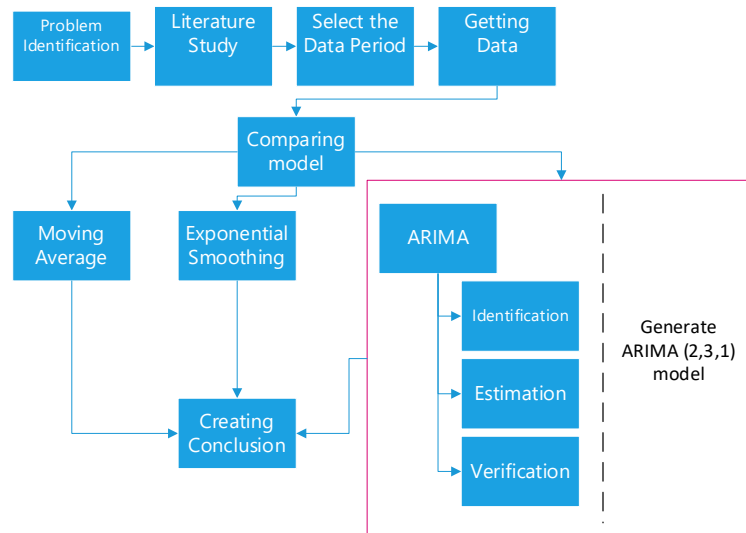 Problem
Identification
Literature
Study
Select the
Data Period
Getting
Data
Comparing
model
Moving
Average
Exponential
Smoothing
ARIMA
Identification
Estimation
Verification
Generate
ARIMA (2,3,1)
model
Creating
Conclusion